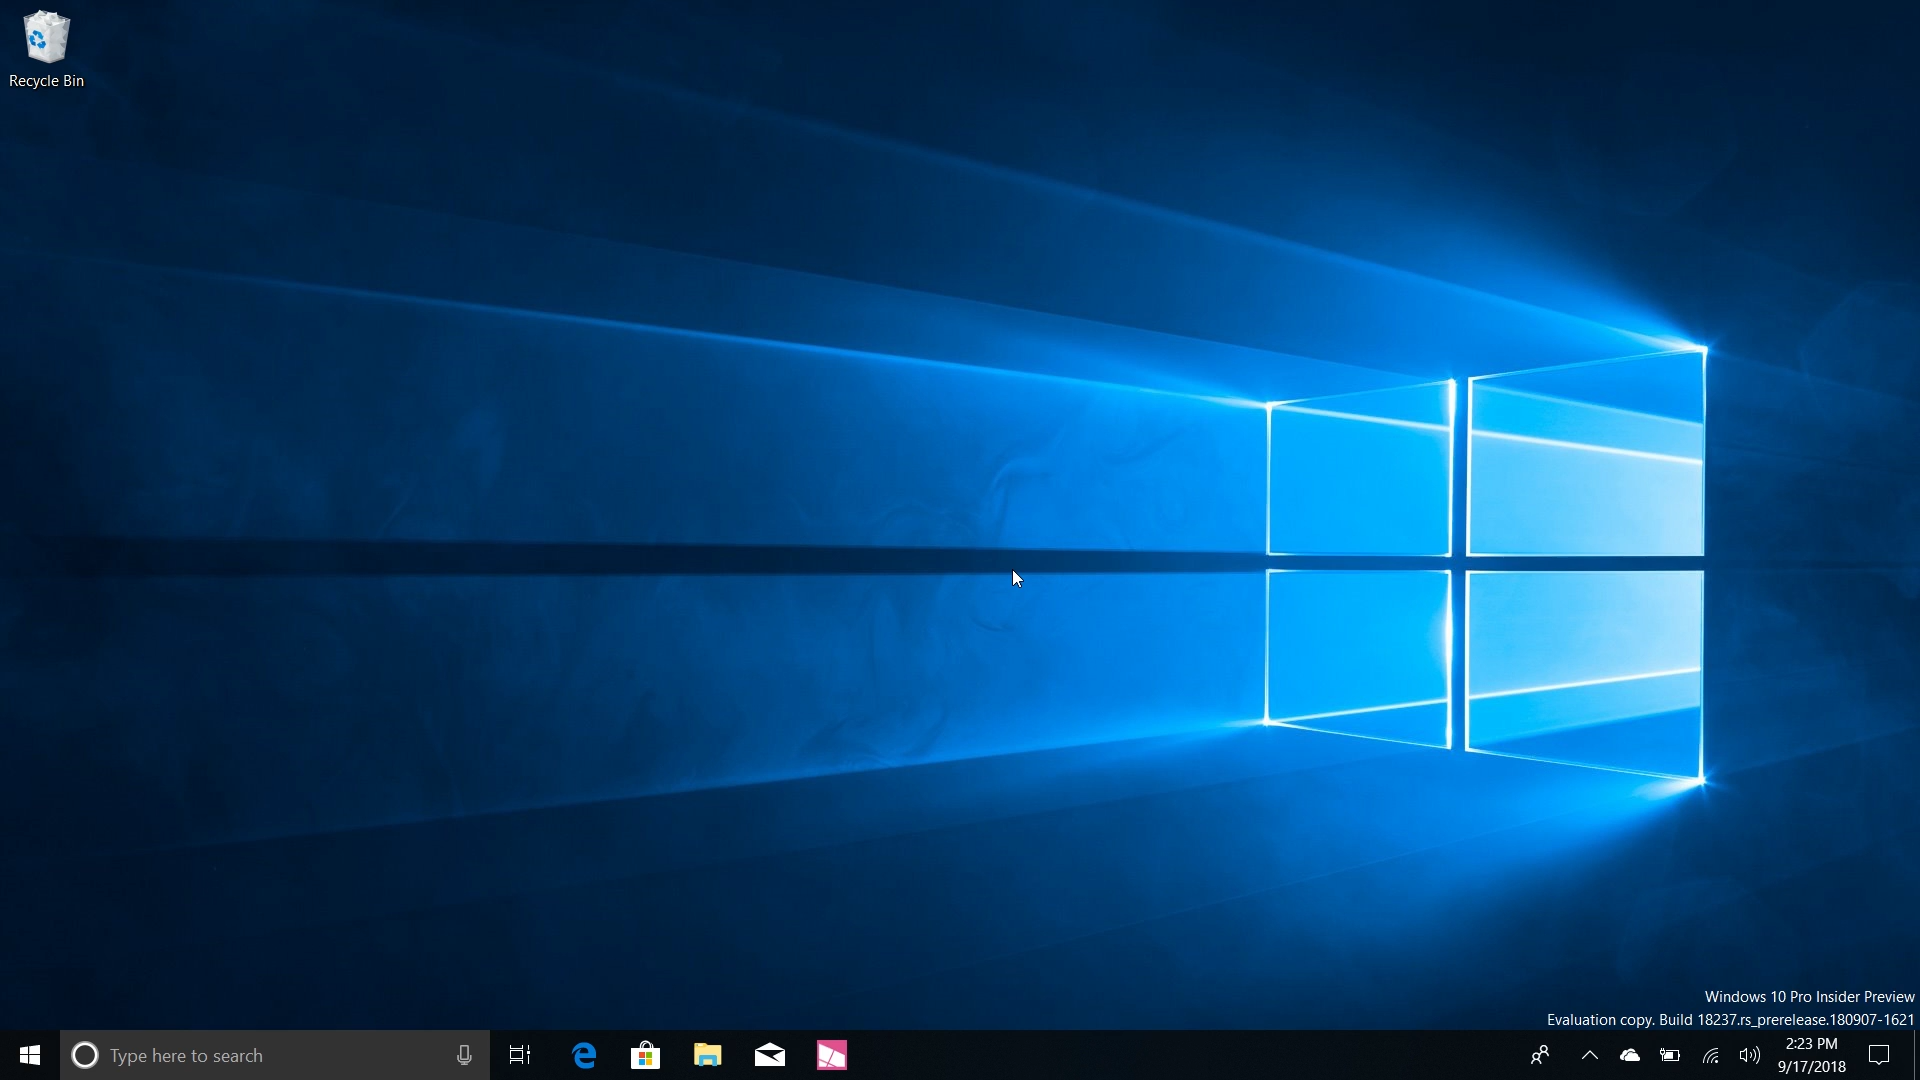 Recycle Bin
Windows 10 Pro Insider Preview
Evaluation copy. Build 18237.rs_prerelease.180907-1621
Type here to search
2:23 PM
9/17/2018